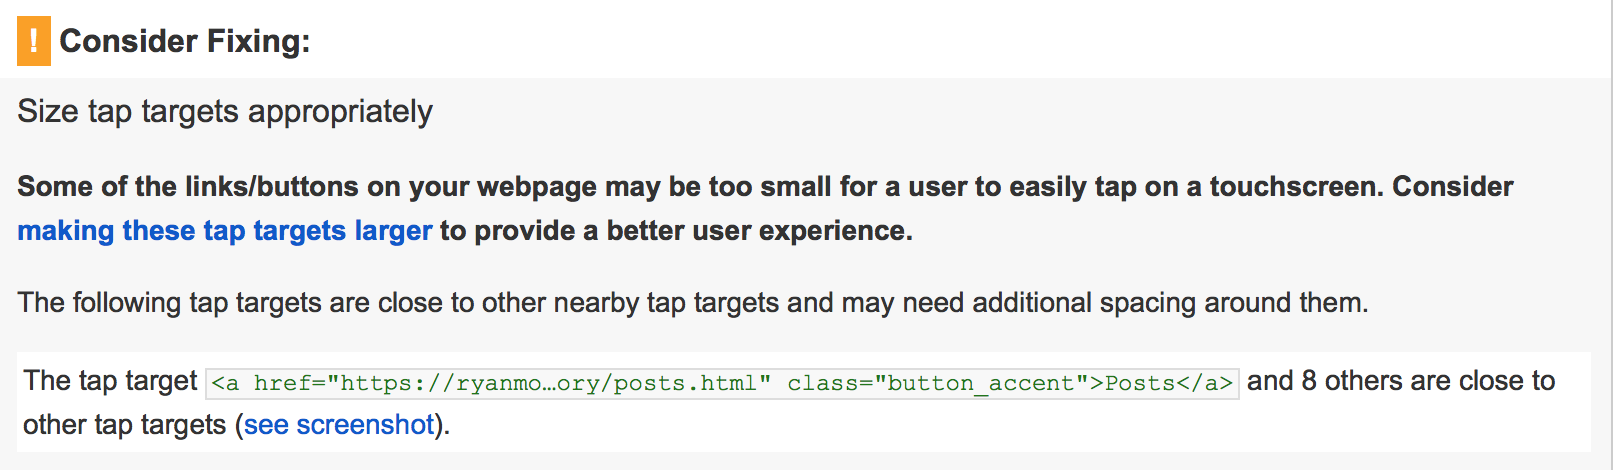 ! Consider Fixing:
Size tap targets appropriately
Some of the links/buttons on your webpage may be too small for a user to easily tap on a touchscreen. Consider
making these tap targets larger to provide a better user experience.
The following tap targets are close to other nearby tap targets and may need additional spacing around them.
The tap target <a href="https://ryanmo…ory/posts.html" class="button_accent">Posts</a> and 8 others are close to
other tap targets (see screenshot).